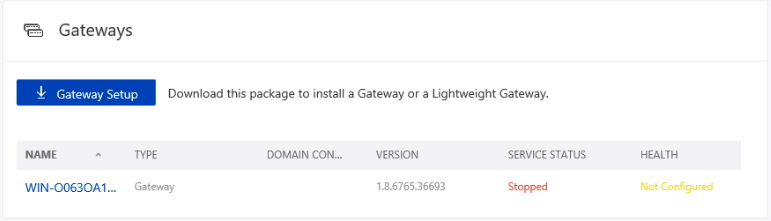 Gateways
Gateway Setup Download this package to install a Gateway or a Lightweight Gateway.
NAME TYPE DOMAIN CON... VERSION SERVICE STATUS HEALTH
WIN-O063OA1... Gateway 1.8.6765.36693 Stopped Not Configured